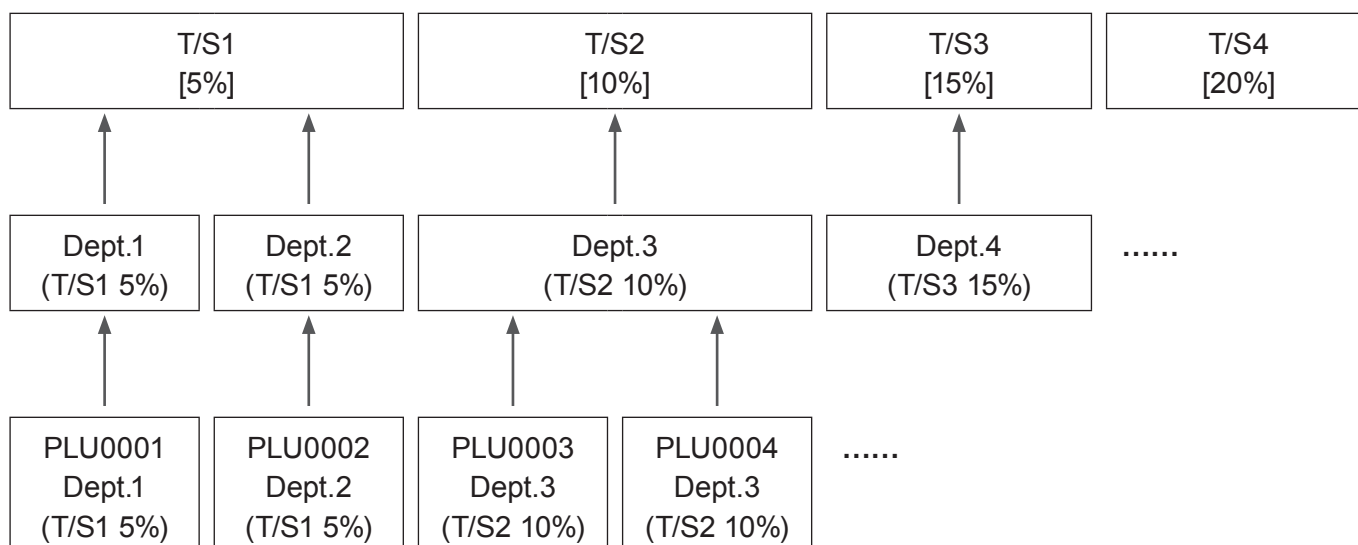 T/S1
[5%]
T/S2
[10%]
T/S3
[15%]
T/S4
[20%]
Dept.1
(T/S1 5%)
Dept.2
(T/S1 5%)
Dept.3
(T/S2 10%)
Dept.4
(T/S3 15%)
......
PLU0001
Dept.1
(T/S1 5%)
PLU0002
Dept.2
(T/S1 5%)
PLU0003
Dept.3
(T/S2 10%)
PLU0004
Dept.3
(T/S2 10%)
......